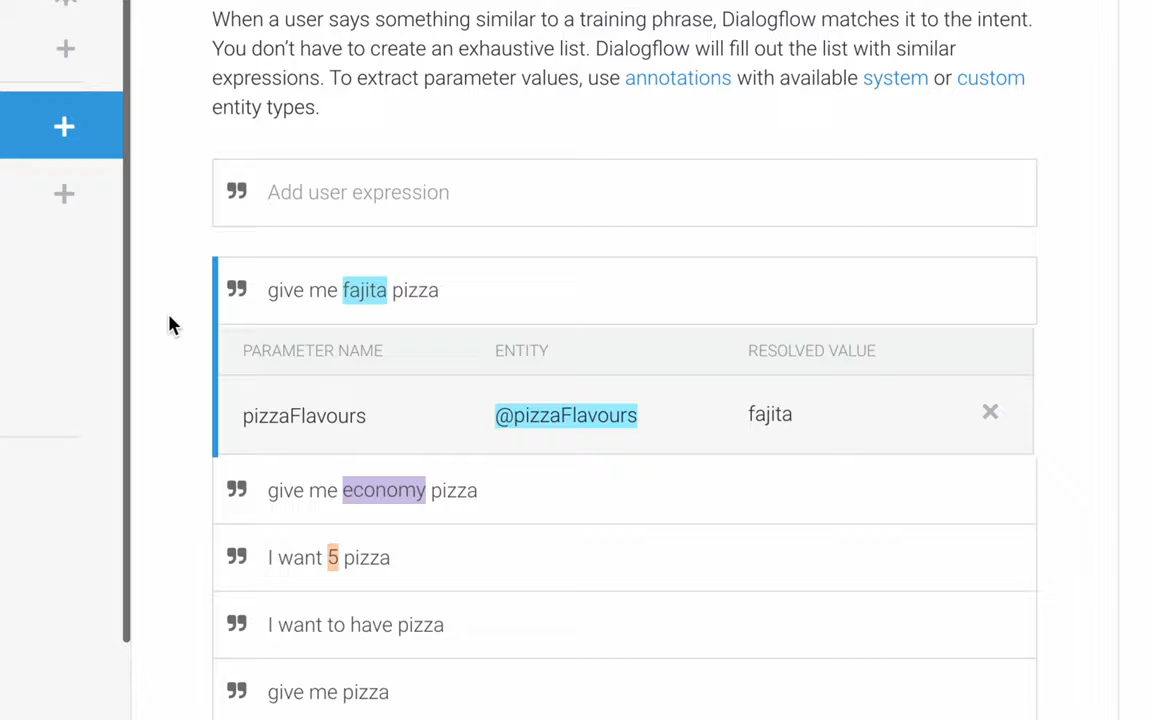 When a user says something similar to a training phrase, Dialogflow matches it to the intent.
You don’t have to create an exhaustive list. Dialogflow will fill out the list with similar
expressions. To extract parameter values, use annotations with available system or custom
entity types.
Add user expression
give me fajita pizza
PARAMETER NAME ENTITY RESOLVED VALUE
pizzaFlavours @pizzaFlavours fajita
give me economy pizza
I want 5 pizza
I want to have pizza
give me pizza